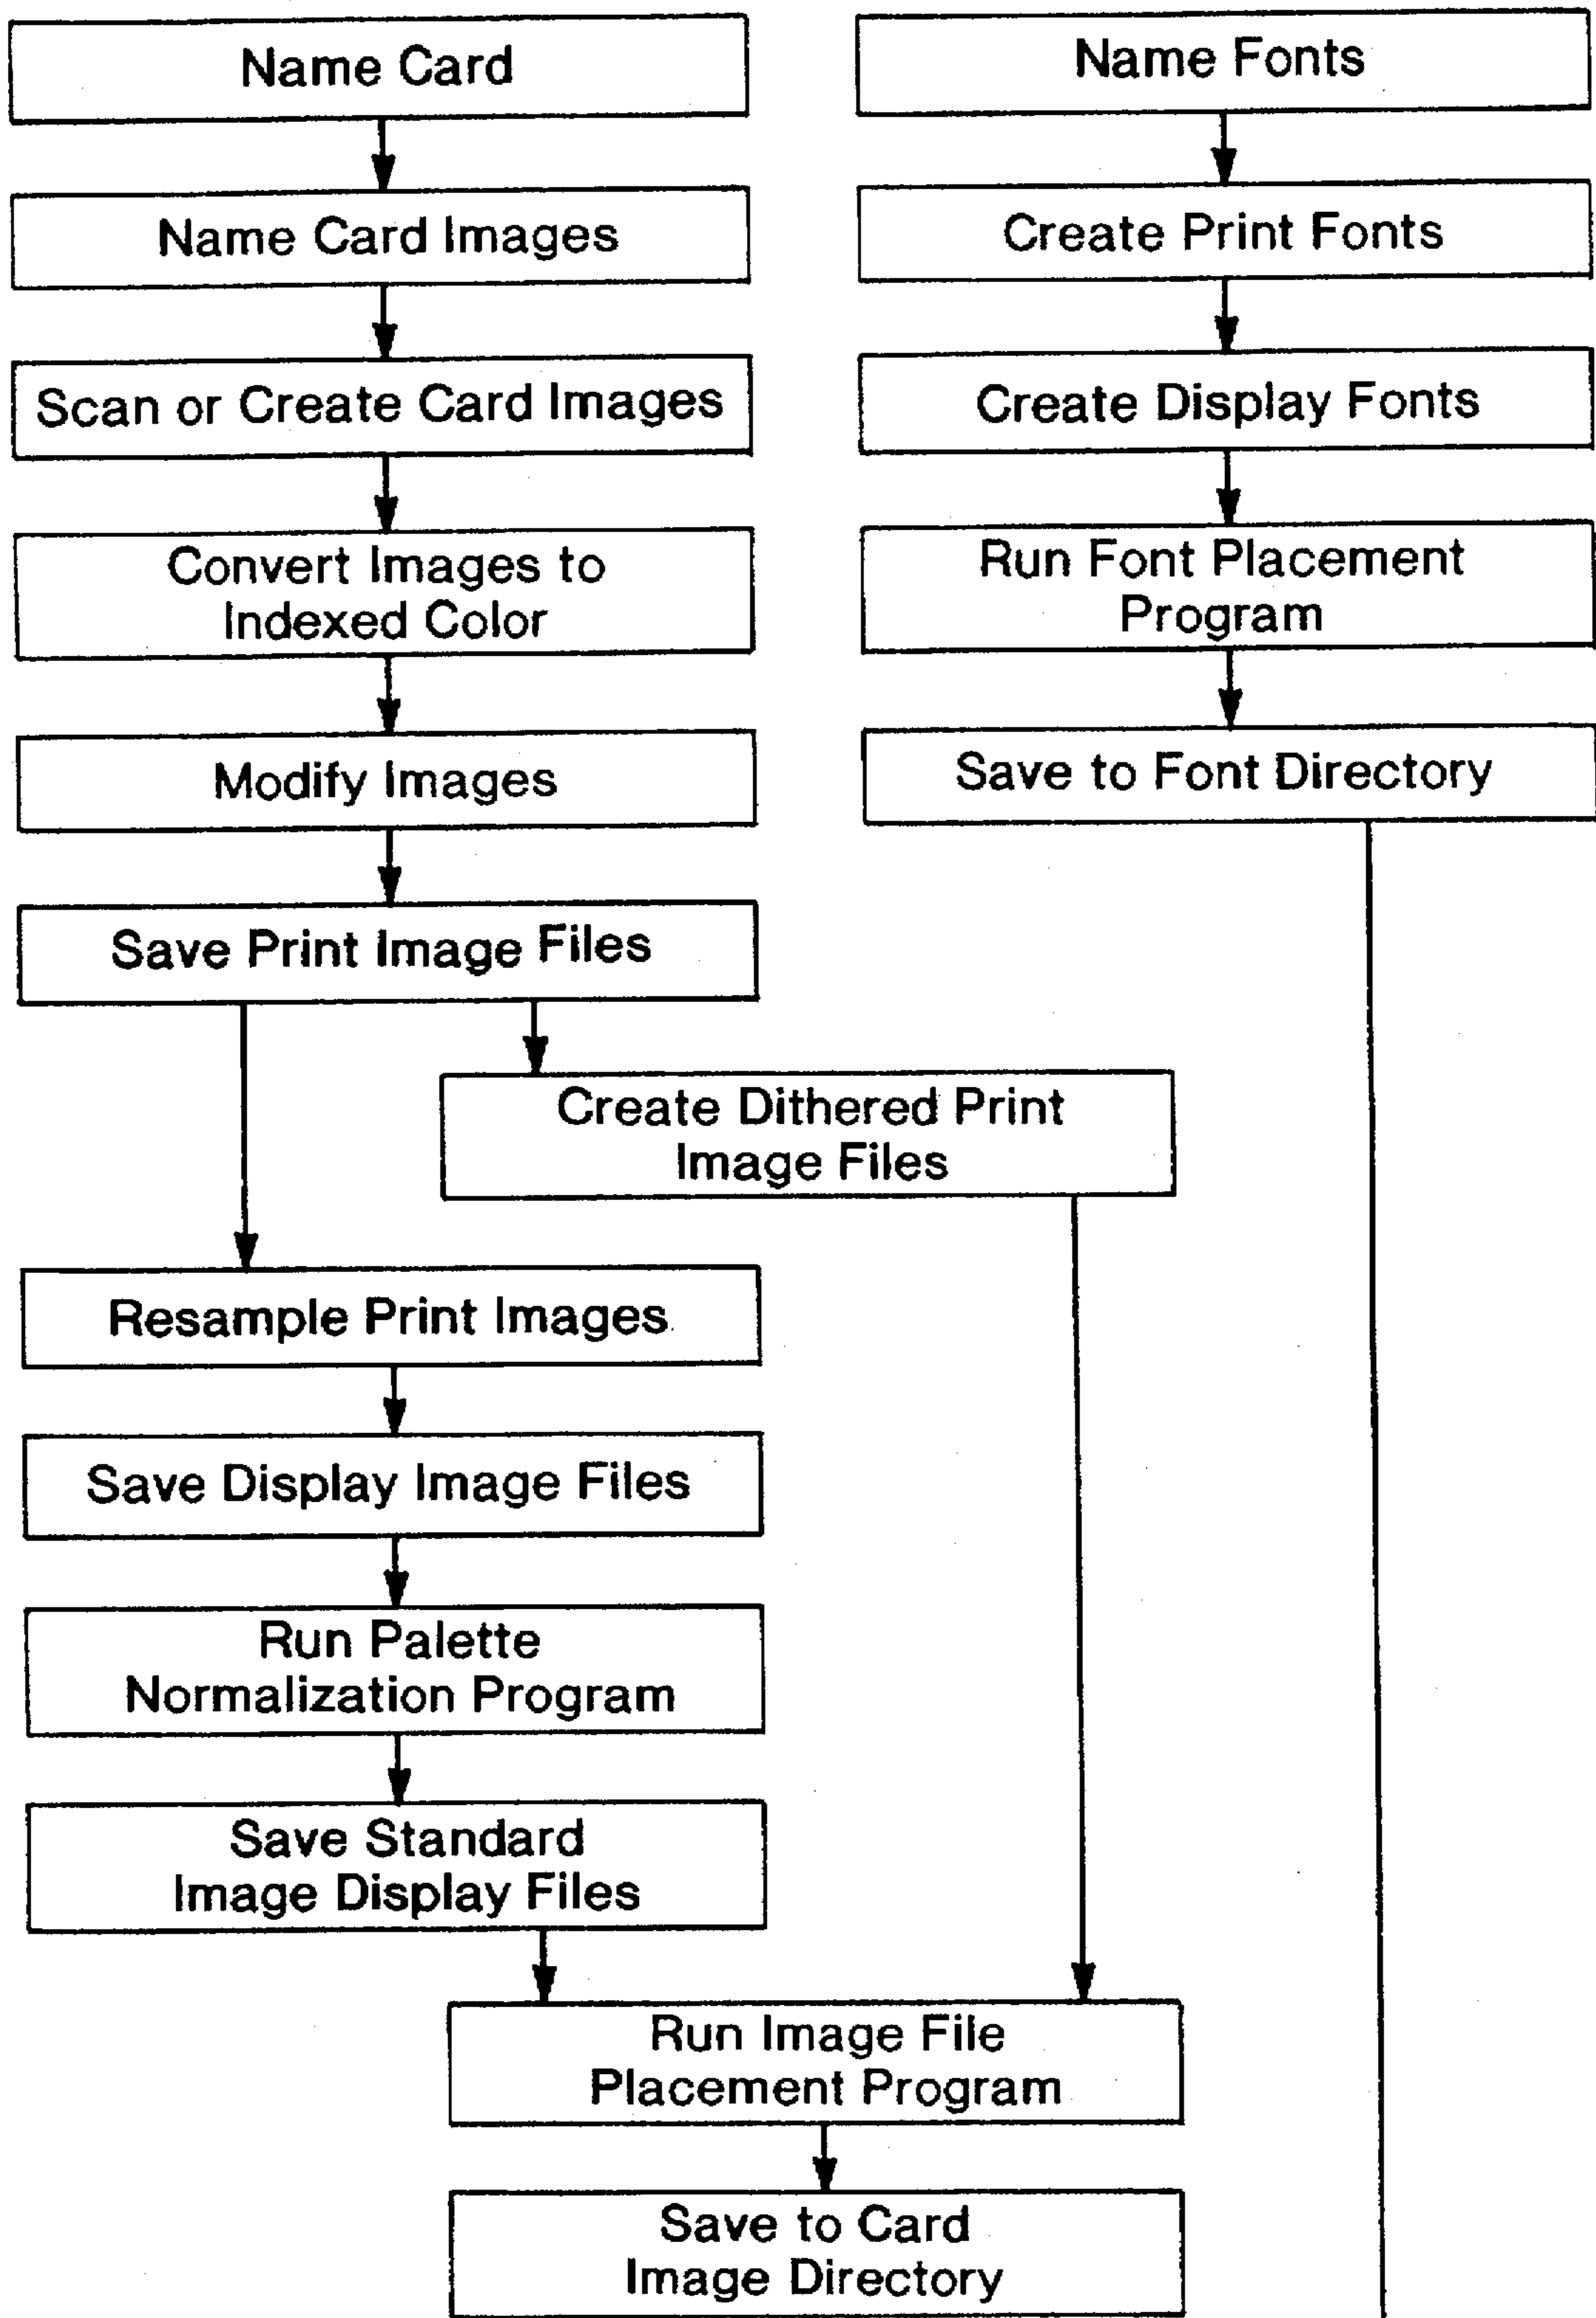 Name Card
Name Card Images
Scan or Create Card Images
Convert Images to
Indexed Color
Modify Images
Save Print Image Files
Create Dithered Print
Image Files
Resample Print Images
Save Display Image Files
Run Palette
Normalization Program
Save Standard
Image Display Files
Run Image File
Placement Program
Save to Card
Image Directory
Name Fonts
Create Print Fonts
Create Display Fonts
Run Font Placement
Program
Save to Font Directory